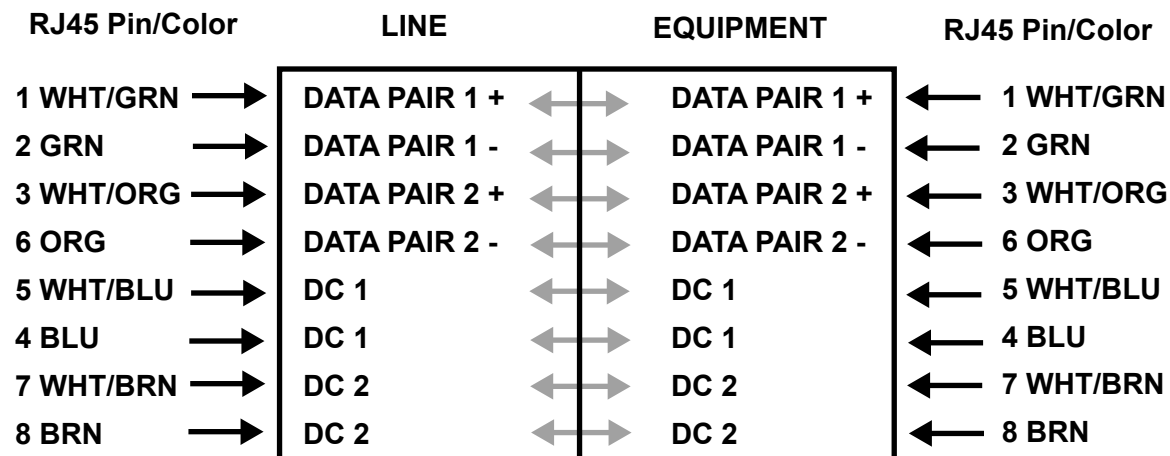 RJ45 Pin/Color LINE EQUIPMENT RJ45 Pin/Color
1 WHT/GRN DATA PAIR 1 + DATA PAIR 1 + 1 WHT/GRN
2 GRN DATA PAIR 1 - DATA PAIR 1 - 2 GRN
3 WHT/ORG DATA PAIR 2 + DATA PAIR 2 + 3 WHT/ORG
6 ORG DATA PAIR 2 - DATA PAIR 2 - 6 ORG
5 WHT/BLU DC 1 DC 1 5 WHT/BLU
4 BLU DC 1 DC 1 4 BLU
7 WHT/BRN DC 2 DC 2 7 WHT/BRN
8 BRN DC 2 DC 2 8 BRN